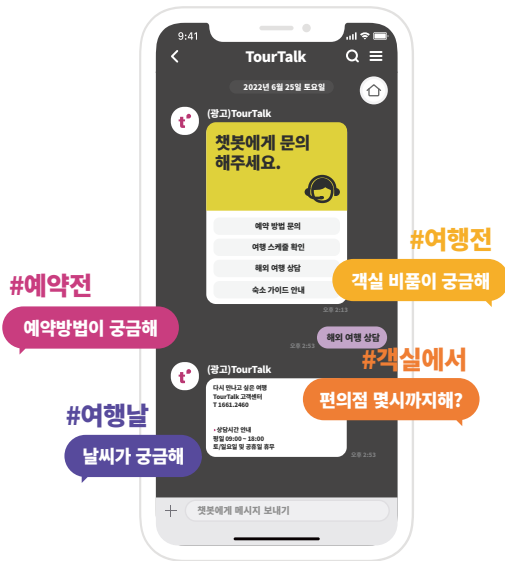 9:41
TourTalk
2022년 6월 25일 토요일
(광고)TourTalk
t
챗봇에게 문의
해주세요.
예약 방법 문의
여행 스케줄 확인
해외 여행 상담
숙소 가이드 안내
오후 2:13
#여행전
객실 비품이 궁금해
#예약전
예약방법이 궁금해
해외 여행 상담
오후 2:53
#객실에서
편의점 몇시까지해?
(광고)TourTalk
t
다시 만나고 싶은 여행
TourTalk 고객센터
T 1661.2460
•상담시간 안내
평일 09:00 ~ 18:00
토/일요일 및 공휴일 휴무
오후 2:53
#여행날
날씨가 궁금해
챗봇에게 메시지 보내기